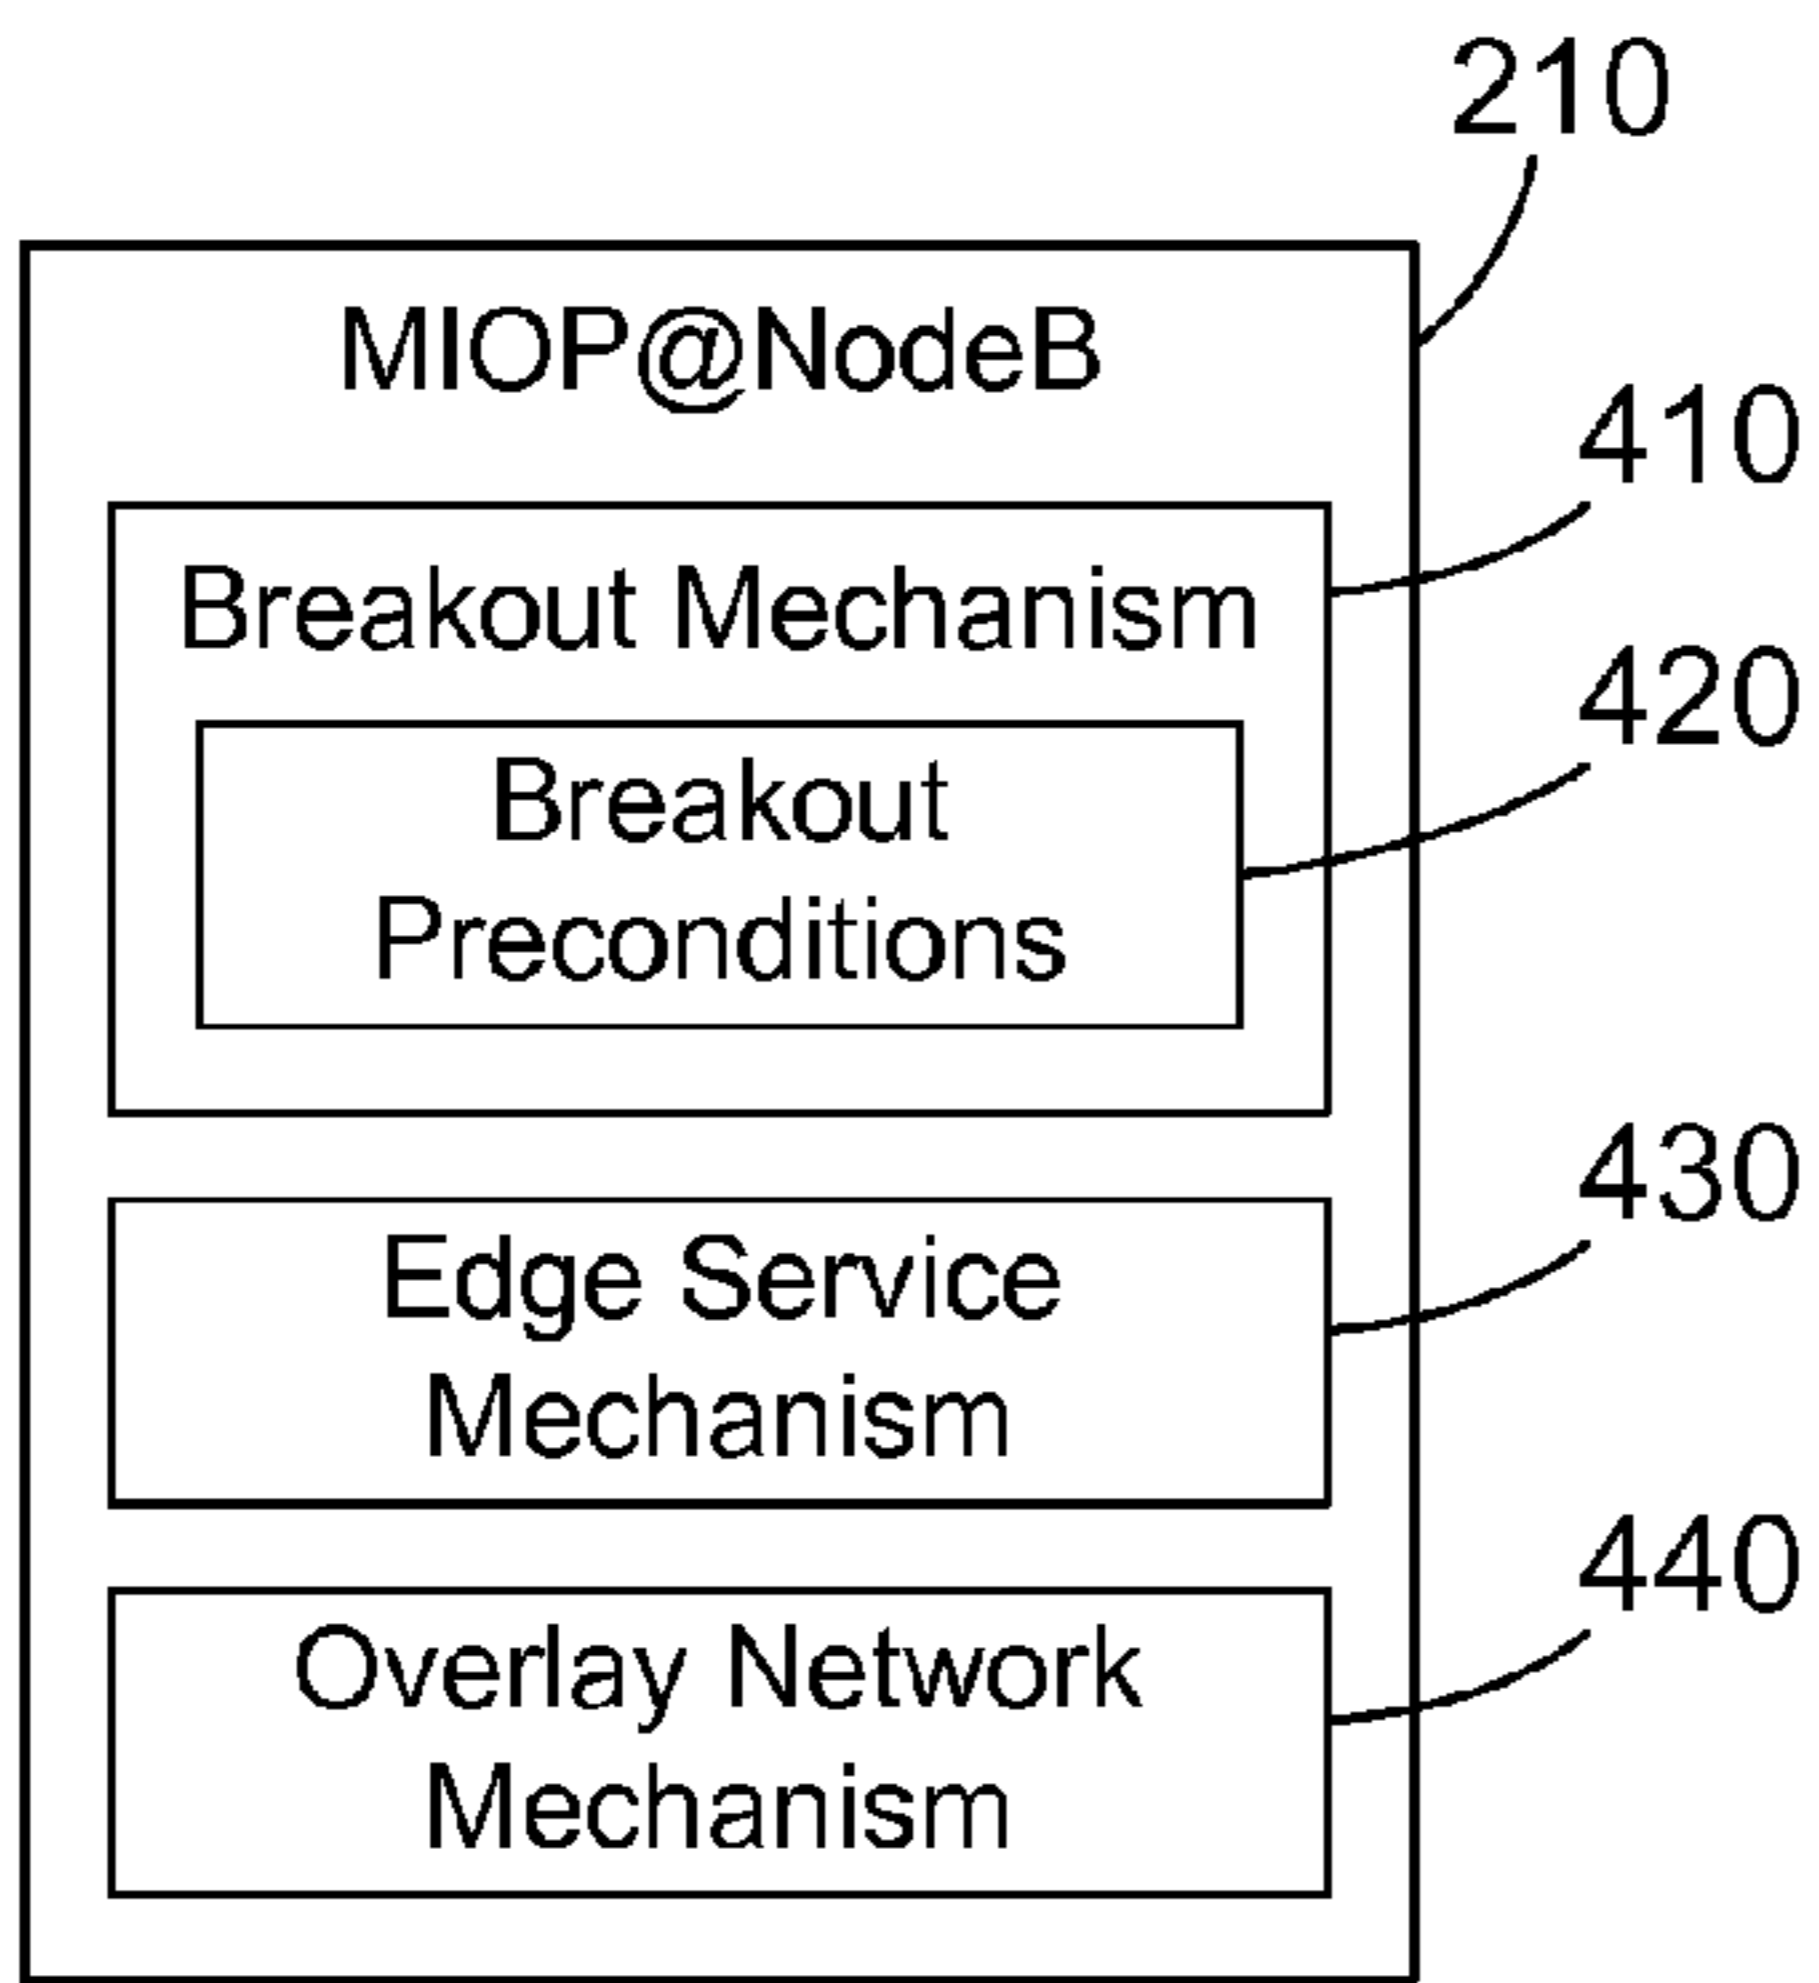 210
MIOP@NodeB
410
Breakout Mechanism
420
Breakout
Preconditions
430
Edge Service
Mechanism
440
Overlay Network
Mechanism